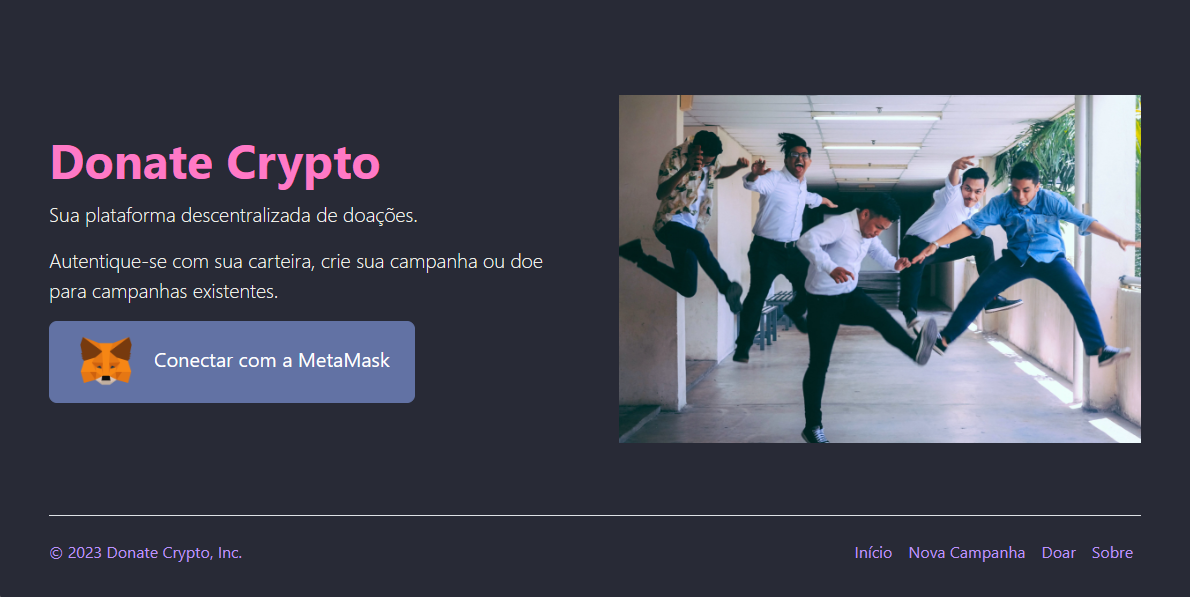 Donate Crypto
Sua plataforma descentralizada de doações.
Autentique-se com sua carteira, crie sua campanha ou doe
para campanhas existentes.
Conectar com a MetaMask
© 2023 Donate Crypto, Inc.
Início Nova Campanha Doar Sobre